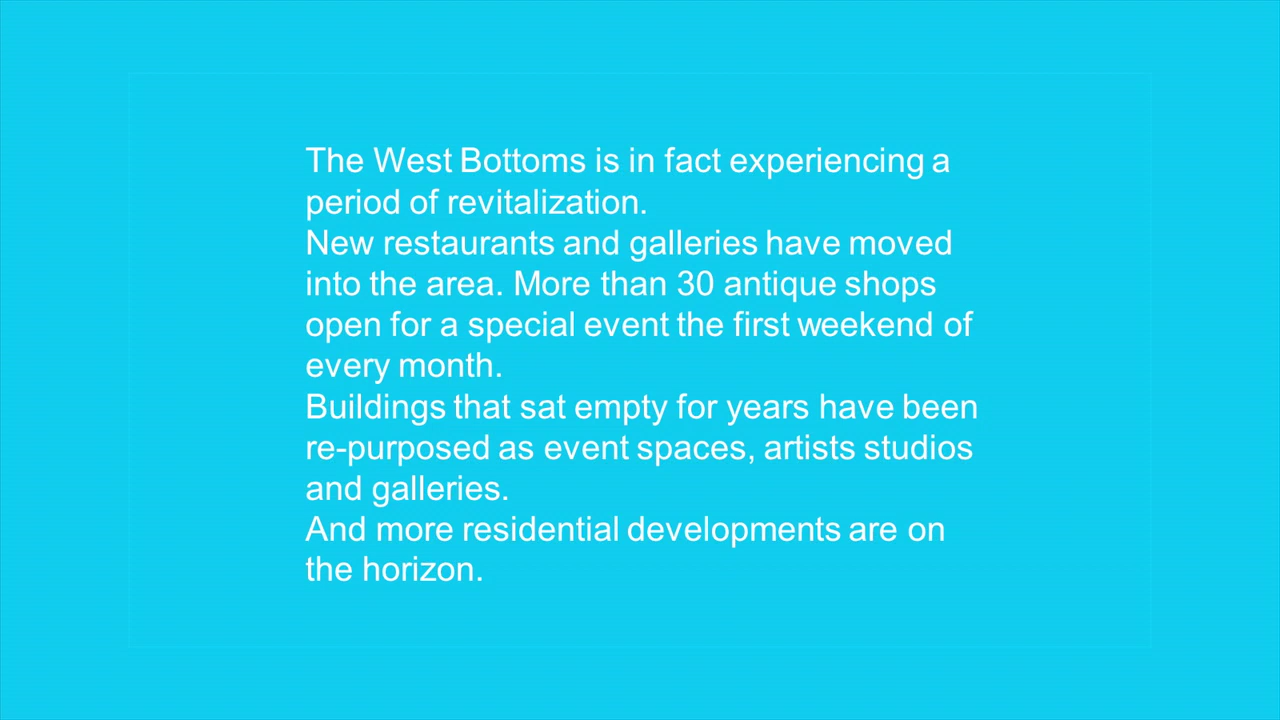 The West Bottoms is in fact experiencing a
period of revitalization.
New restaurants and galleries have moved
into the area. More than 30 antique shops
open for a special event the first weekend of
every month.
Buildings that sat empty for years have been
re-purposed as event spaces, artists studios
and galleries.
And more residential developments are on
the horizon.